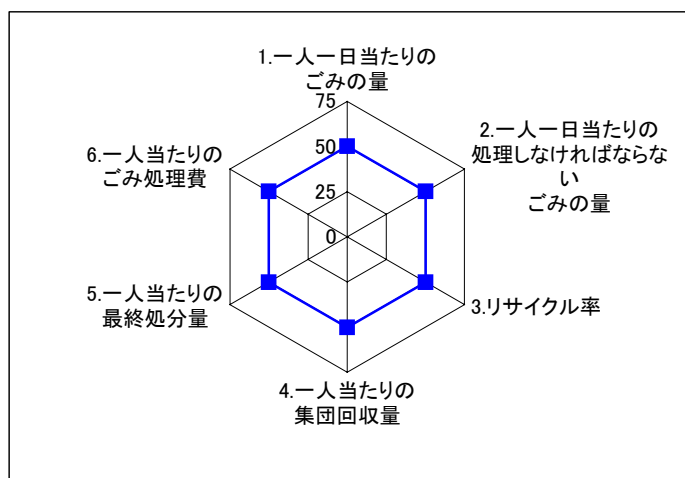 1.一人一日当たりの
ごみの量
75
50
25
0
2.一人一日当たりの
処理しなければならな
い
ごみの量
3.リサイクル率
4.一人当たりの
集団回収量
5.一人当たりの
最終処分量
6.一人当たりの
ごみ処理費